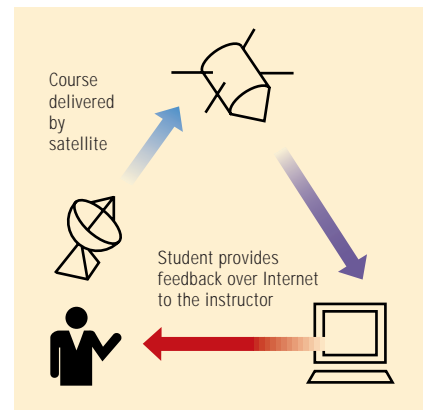 Course
delivered
by
satellite
Student provides
feedback over Internet
to the instructor